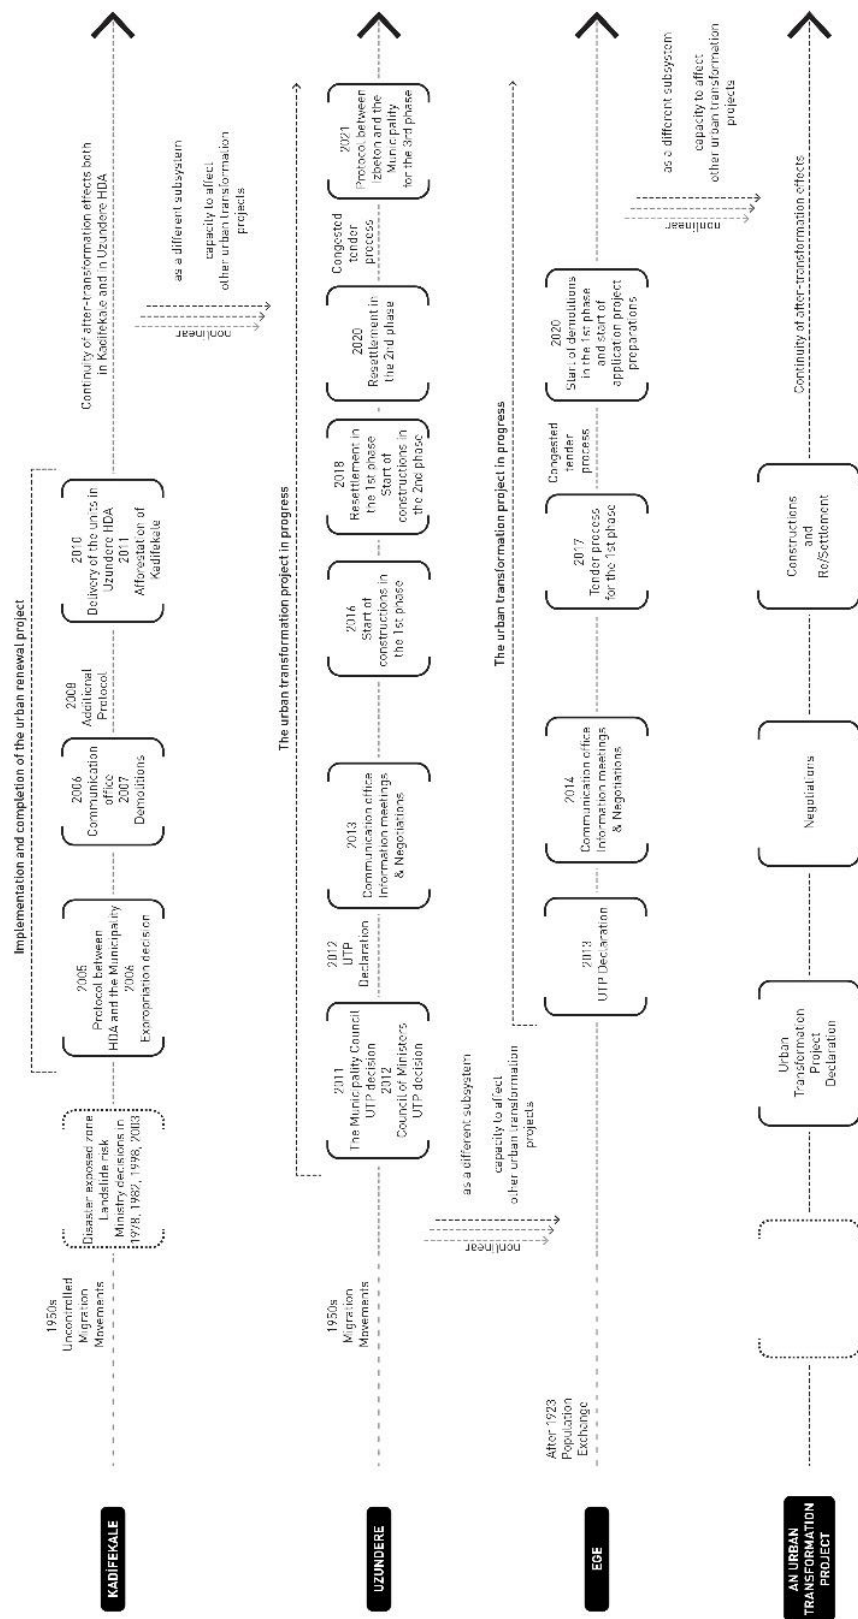 KADİFEKALE
1950s
Uncontrolled
Migration
Movements
Disaster exposed zone
Landslide risk
Ministry decisions in
1978, 1982, 1998, 2003
Implementation and completion of the urban renewal project
2005
Protocol between
HDA and the Municipality
2006
Expropriation decision
2006
Communication
office
2007
Demolitions
2008
Additional
Protocol
2010
Delivery of the units in
Uzundere HDA
2011
Afforestation of
Kadifekale
Continuity of after-transformation effects both
in Kadifekale and in Uzundere HDA
nonlinear
as a different subsystem
capacity to affect
other urban transformation
projects
UZUNDERE
1950s
Migration
Movements
The urban transformation project in progress
2011
The Municipality Council
UTP decision
2012
Council of Ministers
UTP decision
2012
UTP
Declaration
2013
Communication office
Information meetings
& Negotiations
2016
Start of
constructions in
the 1st phase
2018
Resettlement in
the 1st phase
Start of
constructions in
the 2nd phase
2020
Resettlement in
the 2nd phase
Congested
tender
process
2021
Protocol between
Izbeton and the
Municipality
for the 3rd phase
nonlinear
as a different subsystem
capacity to affect
other urban transformation
projects
EGE
After 1923
Population
Exchange
The urban transformation project in progress
2013
UTP Declaration
2014
Communication office
Information meetings
& Negotiations
2017
Tender process
for the 1st phase
Congested
tender
process
2020
Start of demolitions
in the 1st phase
and start of
application project
preparations
nonlinear
as a different subsystem
capacity to affect
other urban transformation
projects
AN URBAN
TRANSFORMATION
PROJECT
Urban
Transformation
Project
Declaration
Negotiations
Constructions
and
Re/Settlement
Continuity of after-transformation effects